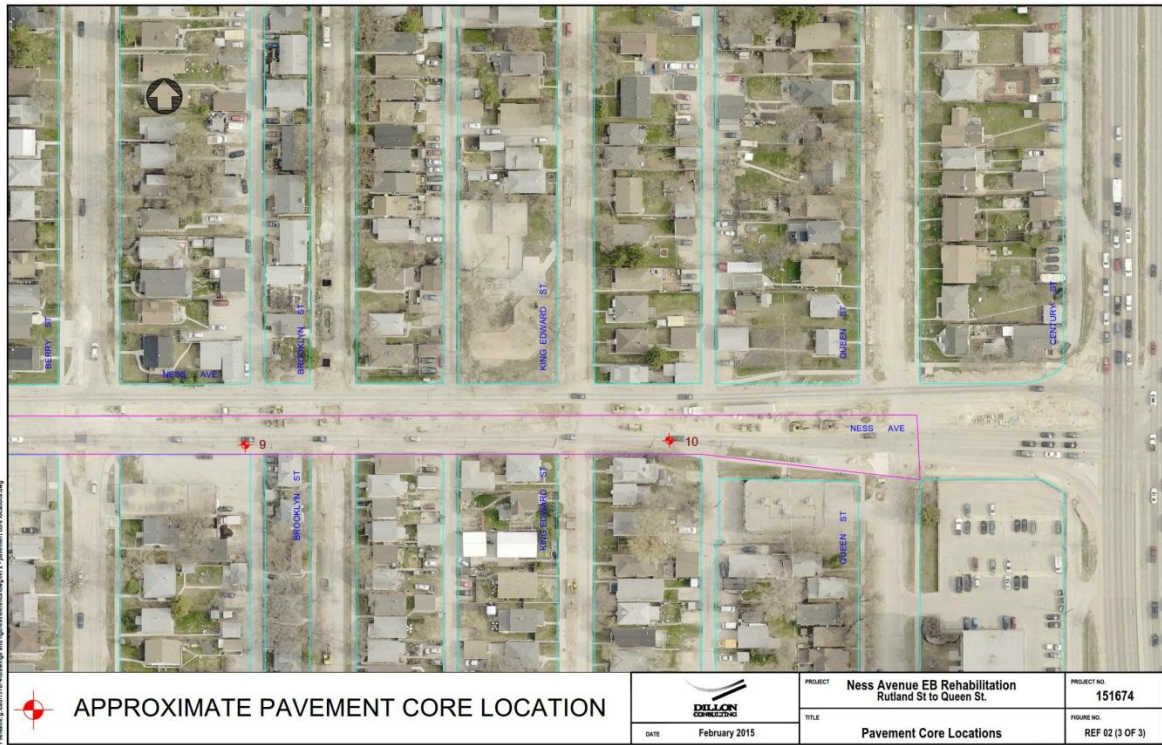 BERRY ST
NESS AVE
BROOKLYN ST
KING EDWARD ST
QUEEN ST
CENTURY ST
NESS AVE
9
10
BROOKLYN ST
KING EDWARD ST
QUEEN ST
APPROXIMATE PAVEMENT CORE LOCATION
DILLON
CONSULTING
DATE February 2015
PROJECT Ness Avenue EB Rehabilitation
Rutland St to Queen St.
TITLE Pavement Core Locations
PROJECT NO.
151674
FIGURE NO.
REF 02 (3 OF 3)